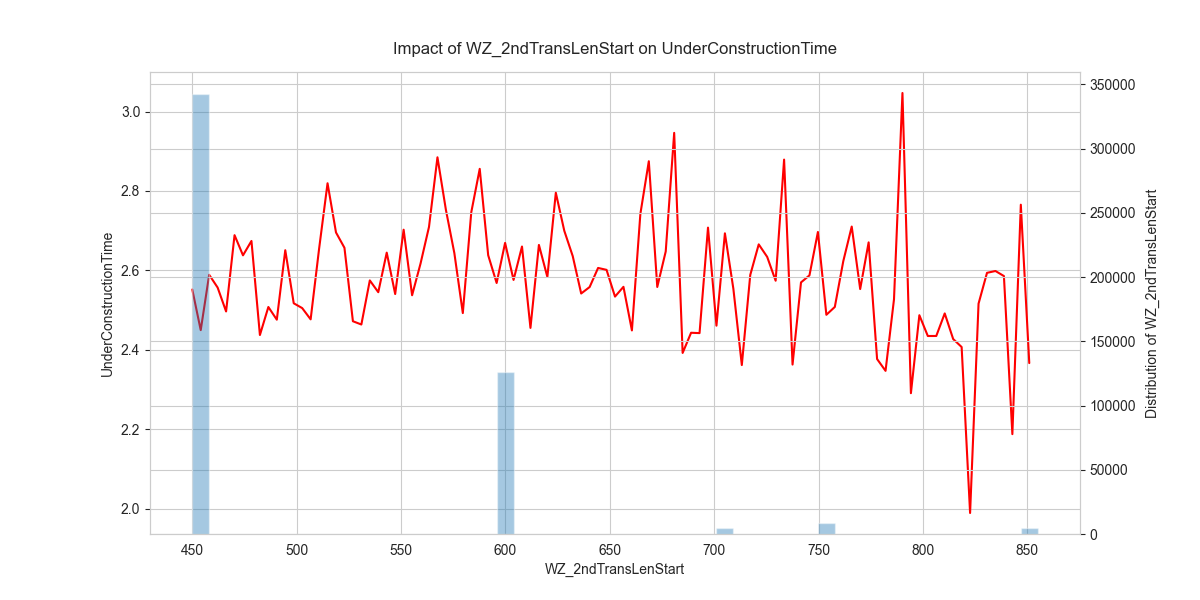 Impact of WZ_2ndTransLenStart on UnderConstructionTime
3.0
2.8
2.6
2.4
2.2
2.0
UnderConstructionTime
350000
300000
250000
200000
150000
100000
50000
0
Distribution of WZ_2ndTransLenStart
450 500 550 600 650 700 750 800 850
WZ_2ndTransLenStart